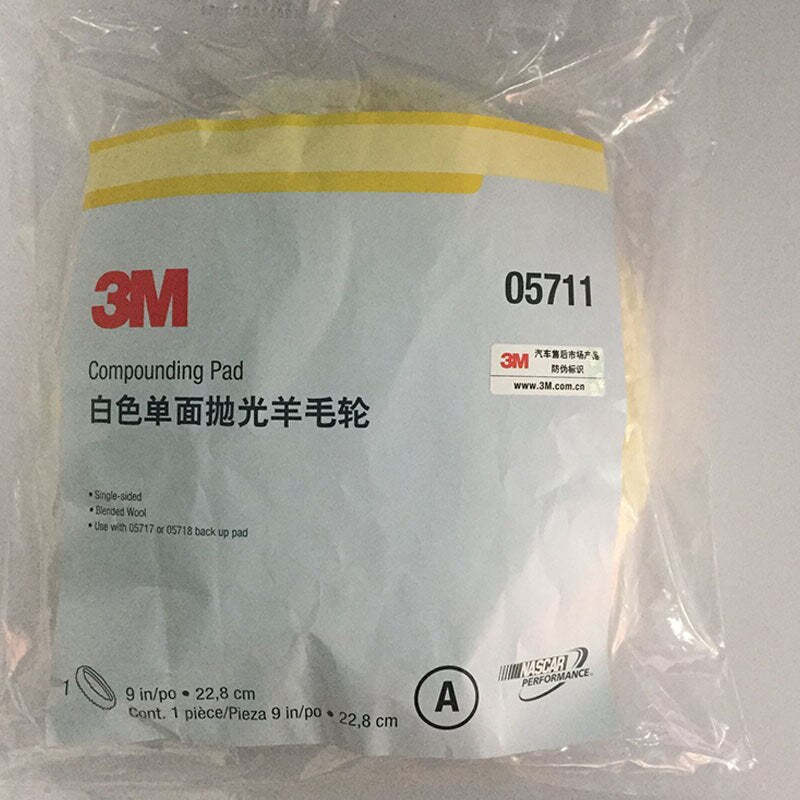 3M
05711
3M 汽车售后市场产品
防伪标识
www.3M.com.cn
Compounding Pad
白色单面抛光羊毛轮
• Single-sided
• Blended Wool
• Use with 05717 or 05718 back up pad
1
9 in/po • 22,8 cm
Cont. 1 pièce/Pieza 9 in/po • 22,8 cm
A
NASCAR
PERFORMANCE.